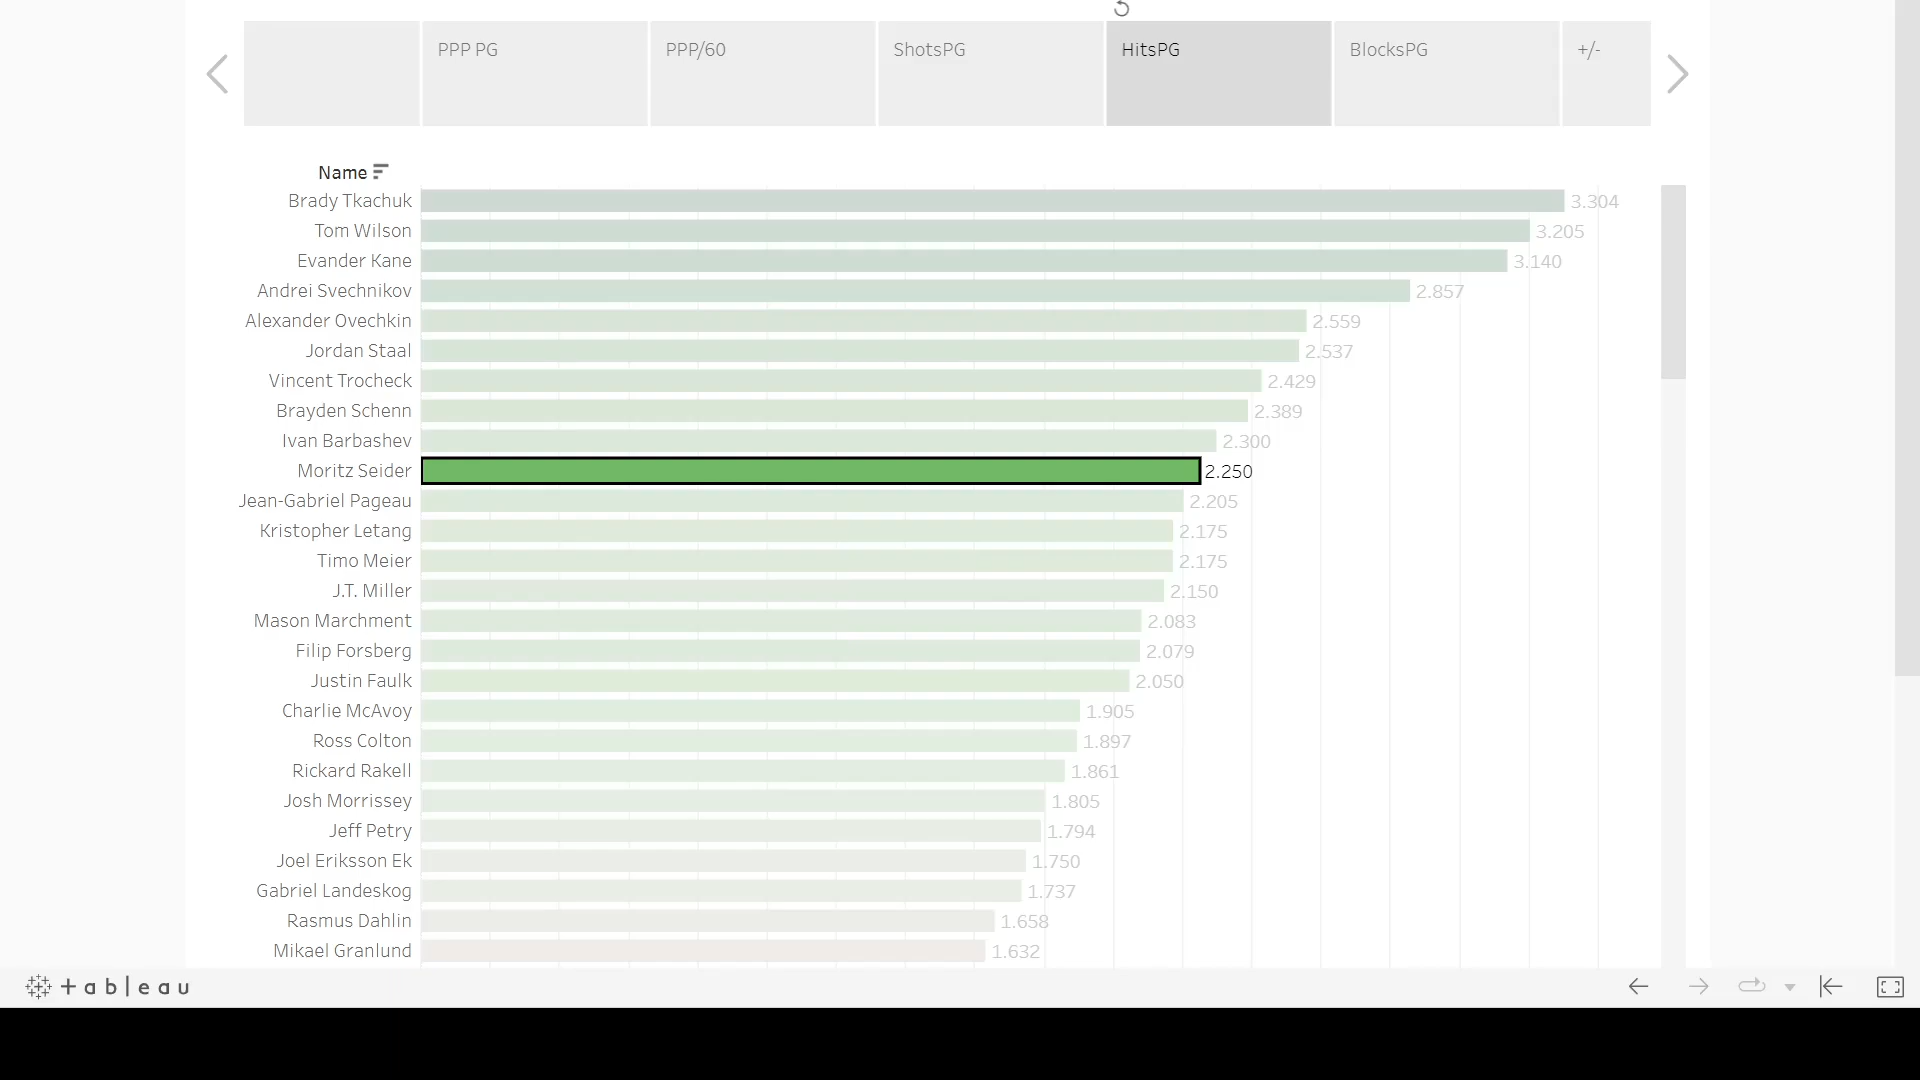 PPP PG
PPP/60
ShotsPG
HitsPG
BlocksPG
+/-
Name
Brady Tkachuk 3.304
Tom Wilson 3.205
Evander Kane 3.140
Andrei Svechnikov 2.857
Alexander Ovechkin 2.559
Jordan Staal 2.537
Vincent Trocheck 2.429
Brayden Schenn 2.389
Ivan Barbashev 2.300
Moritz Seider 2.250
Jean-Gabriel Pageau 2.205
Kristopher Letang 2.175
Timo Meier 2.175
J.T. Miller 2.150
Mason Marchment 2.083
Filip Forsberg 2.079
Justin Faulk 2.050
Charlie McAvoy 1.905
Ross Colton 1.897
Rickard Rakell 1.861
Josh Morrissey 1.805
Jeff Petry 1.794
Joel Eriksson Ek 1.750
Gabriel Landeskog 1.737
Rasmus Dahlin 1.658
Mikael Granlund 1.632
+ableau